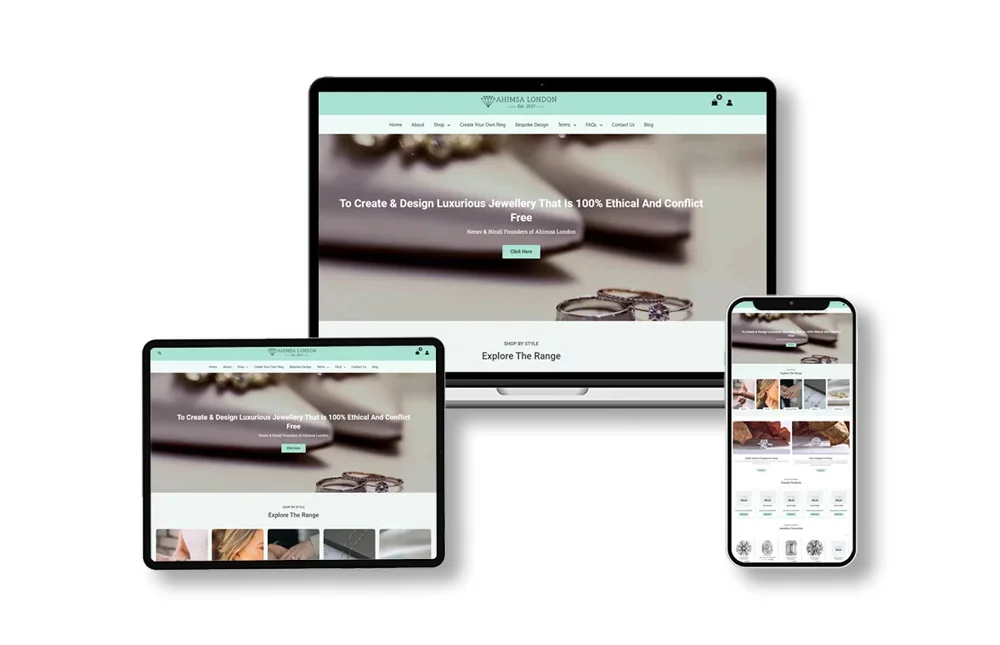 AHIMSA LONDON
Est. 2017
0
Home About Shop Create Your Own Ring Bespoke Design Terms FAQs Contact Us Blog
To Create & Design Luxurious Jewellery That Is 100% Ethical And Conflict
Free
Nerav & Nirali Founders of Ahimsa London
Click Here
SHOP BY STYLE
Explore The Range
AHIMSA LONDON
Home About Shop Create Your Own Ring Bespoke Design Terms FAQs Contact Us Blog
To Create & Design Luxurious Jewellery That Is 100% Ethical And Conflict
Free
Nerav & Nirali Founders of Ahimsa London
Click Here
SHOP BY STYLE
Explore The Range
To Create & Design Luxurious Jewellery That Is 100% Ethical And Conflict
Free
Explore The Range
Popular Products